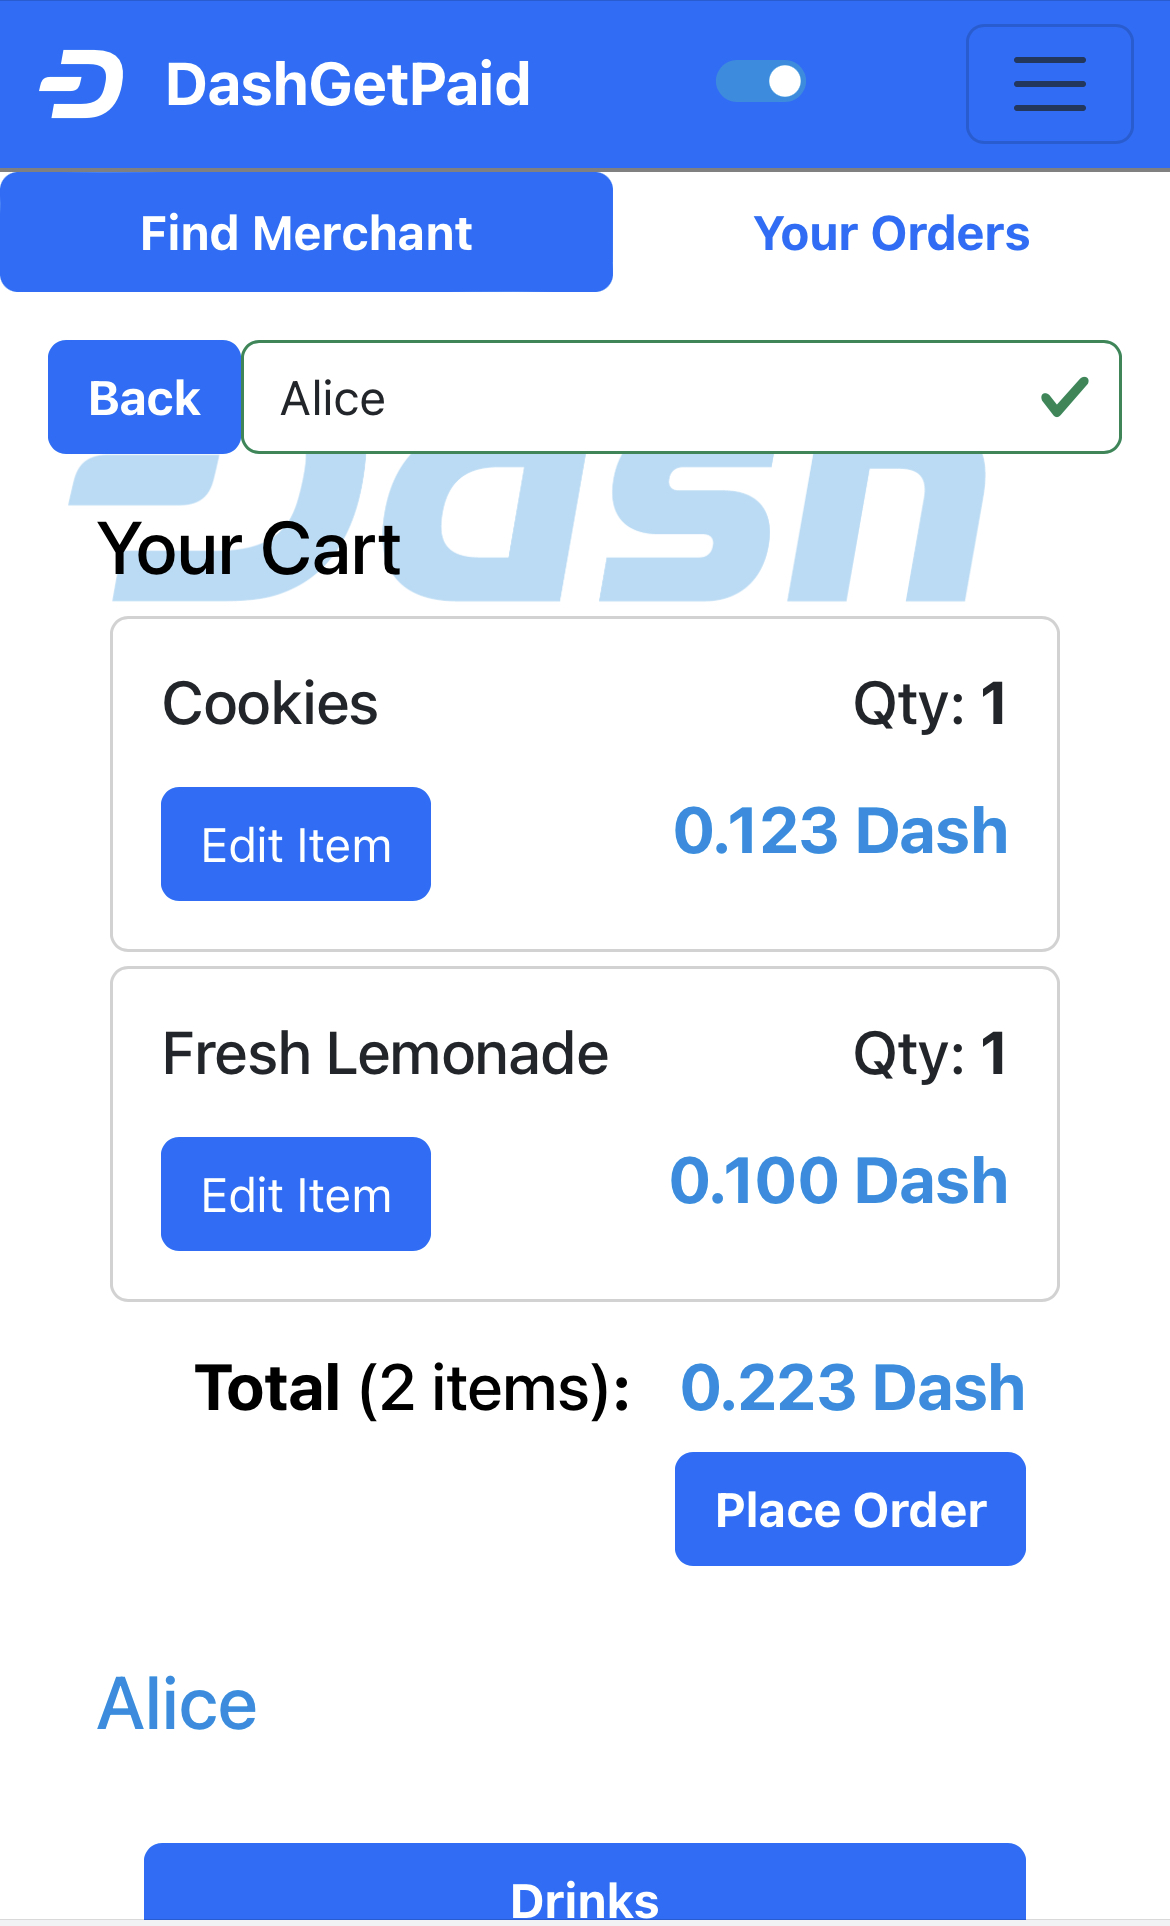 DashGetPaid
Find Merchant
Your Orders
Back
Alice
Dash
Your Cart
Cookies
Qty: 1
Edit Item
0.123 Dash
Fresh Lemonade
Qty: 1
Edit Item
0.100 Dash
Total (2 items): 0.223 Dash
Place Order
Alice
Drinks